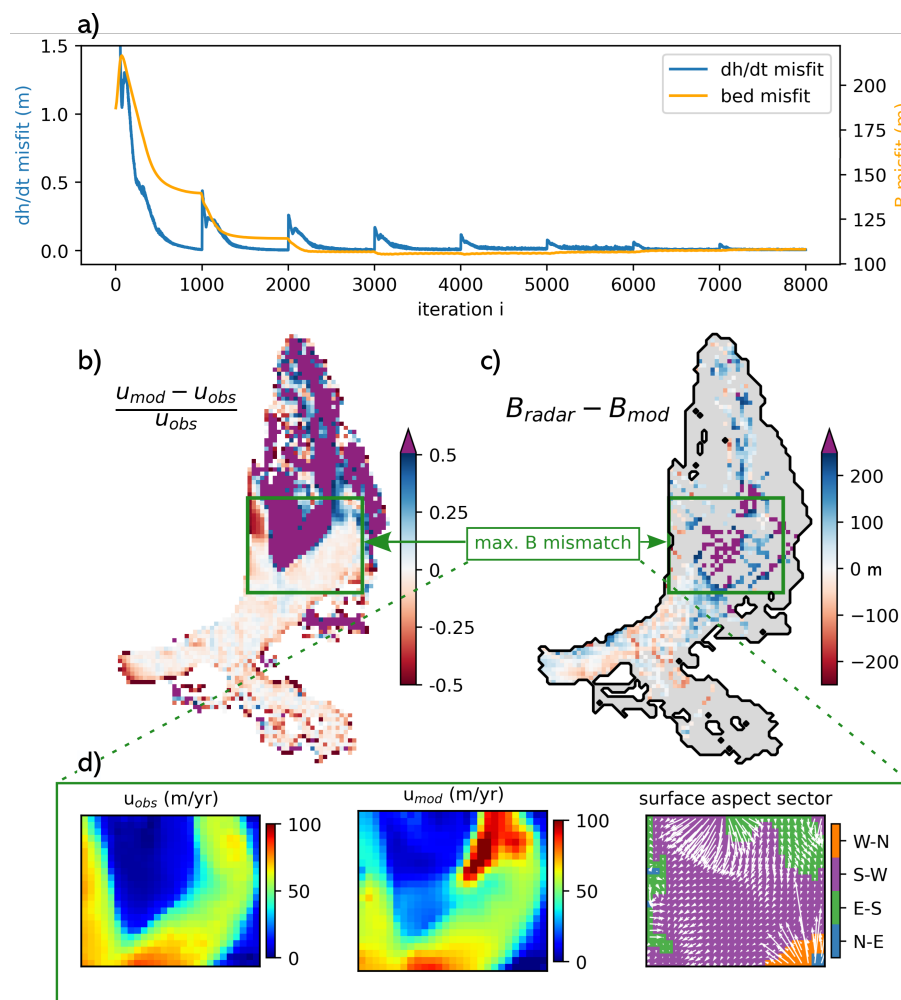 a)
1.5
1.0
0.5
0.0
dh/dt misfit (m)
dh/dt misfit
bed misfit
200
175
150
125
100
B misfit (m)
0
1000
2000
3000
4000
5000
6000
7000
8000
iteration i
b)
u_mod − u_obs
u_obs
0.5
0.25
0
-0.25
-0.5
c)
B_radar − B_mod
200
100
0 m
−100
−200
max. B mismatch
d)
u_obs (m/yr)
100
50
0
u_mod (m/yr)
100
50
0
surface aspect sector
W-N
S-W
E-S
N-E